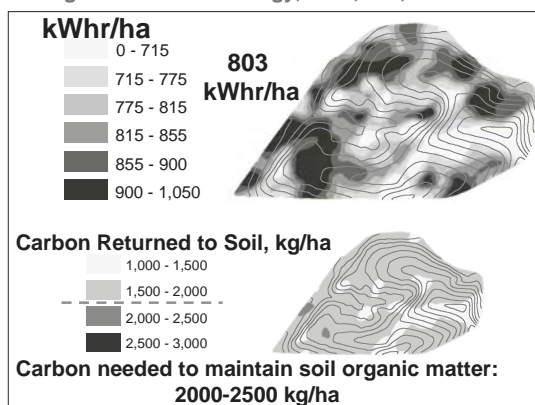 kWhr/ha
0 - 715
715 - 775
775 - 815
815 - 855
855 - 900
900 - 1,050
803
kWhr/ha
Carbon Returned to Soil, kg/ha
1,000 - 1,500
1,500 - 2,000
2,000 - 2,500
2,500 - 3,000
Carbon needed to maintain soil organic matter:
2000-2500 kg/ha